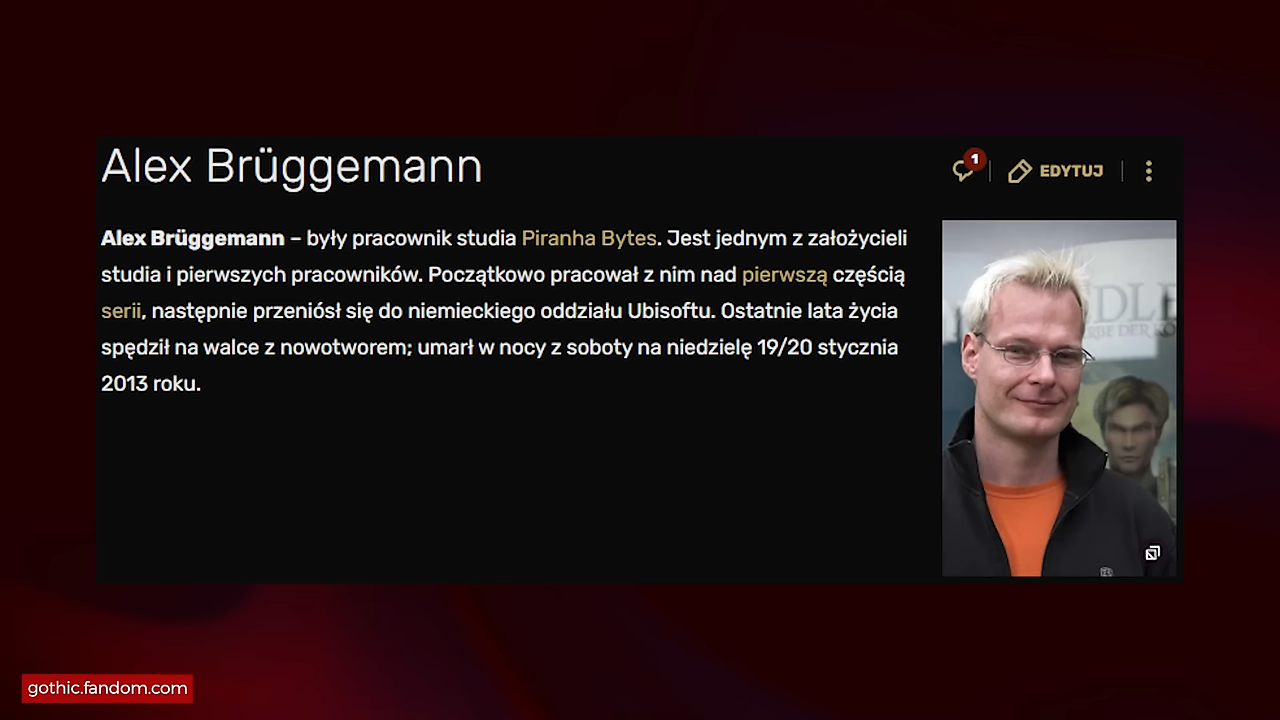 Alex Brüggemann
1
EDYTUJ
Alex Brüggemann – były pracownik studia Piranha Bytes. Jest jednym z założycieli
studia i pierwszych pracowników. Początkowo pracował z nim nad pierwszą częścią
serii, następnie przeniósł się do niemieckiego oddziału Ubisoftu. Ostatnie lata życia
spędził na walce z nowotworem; umarł w nocy z soboty na niedzielę 19/20 stycznia
2013 roku.
gothic.fandom.com